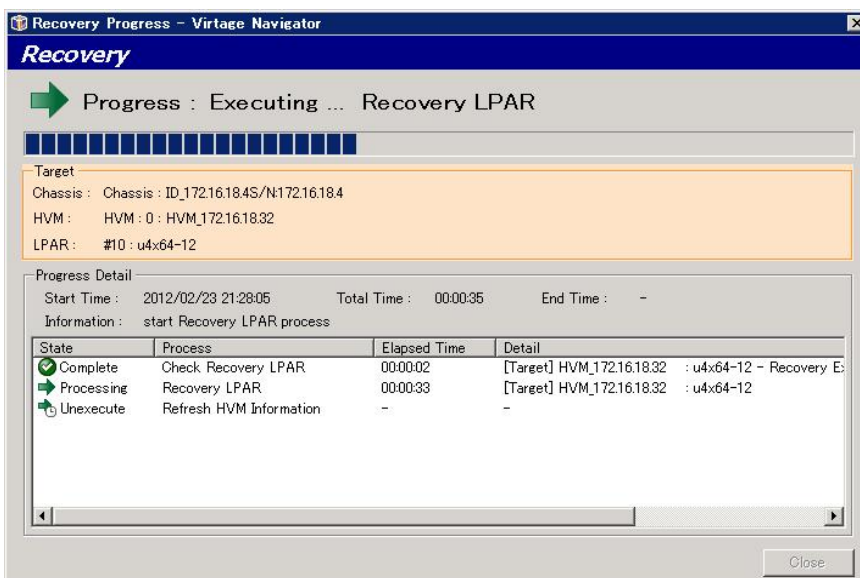 Recovery Progress - Virtage Navigator
Recovery
Progress : Executing ... Recovery LPAR
Target
Chassis : Chassis : ID_172.16.18.4S/N:172.16.18.4
HVM : HVM : 0 : HVM_172.16.18.32
LPAR : #10 : u4x64-12
Progress Detail
Start Time : 2012/02/23 21:28:05 Total Time : 00:00:35 End Time : -
Information : start Recovery LPAR process
State Process Elapsed Time Detail
Complete Check Recovery LPAR 00:00:02 [Target] HVM_172.16.18.32 : u4x64-12 - Recovery
Processing Recovery LPAR 00:00:33 [Target] HVM_172.16.18.32 : u4x64-12
Unexecute Refresh HVM Information - -
Close